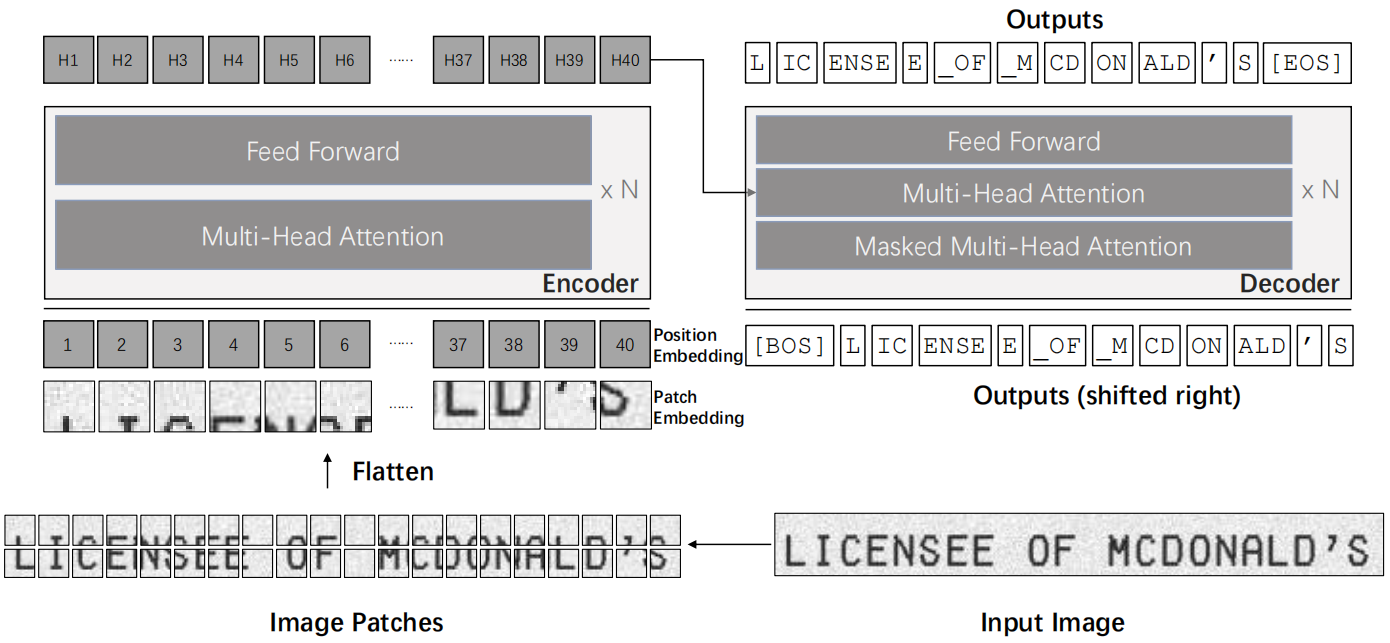 Outputs
H1 H2 H3 H4 H5 H6 ...... H37 H38 H39 H40
L IC ENSE E _OF _M CD ON ALD ’ S [EOS]
Feed Forward
Multi-Head Attention
x N
Encoder
Feed Forward
Multi-Head Attention
Masked Multi-Head Attention
x N
Decoder
1 2 3 4 5 6 ...... 37 38 39 40
Position
Embedding
[BOS] L IC ENSE E _OF _M CD ON ALD ’ S
LICENSE ...... LD’S
Patch
Embedding
Outputs (shifted right)
Flatten
LICENSEE OF MCDONALD’S
LICENSEE OF MCDONALD’S
Image Patches
Input Image